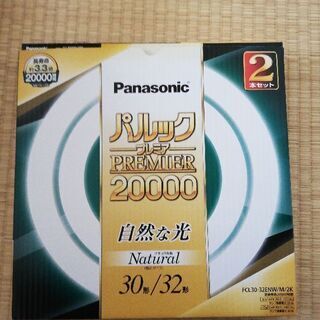 Panasonic
長寿命
約3.3倍
20000時間
2
本セット
Panasonic
パルック
プレミア
PREMIER
20000
自然な光
Natural
30形/32形
FCL30-32ENW/M/2K